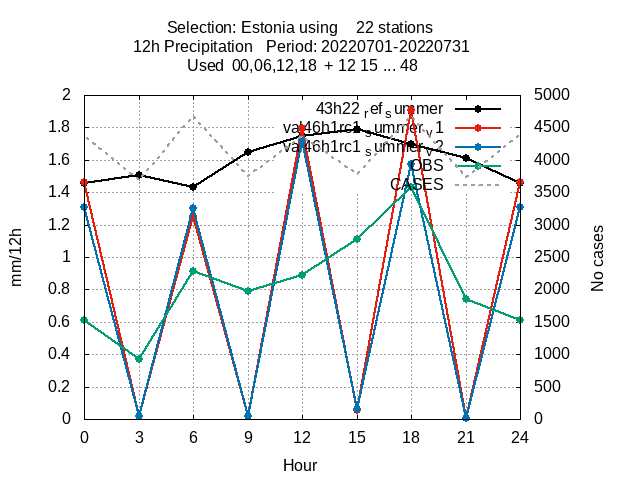 Selection: Estonia using    22 stations
12h Precipitation   Period: 20220701-20220731
Used  00,06,12,18  + 12 15 ... 48
43h22_ref_summer
val46h1rc1_summer_v1
val46h1rc1_summer_v2
OBS
CASES
2
1.8
1.6
1.4
1.2
1
0.8
0.6
0.4
0.2
0
mm/12h
5000
4500
4000
3500
3000
2500
2000
1500
1000
500
0
No cases
0 3 6 9 12 15 18 21 24
Hour